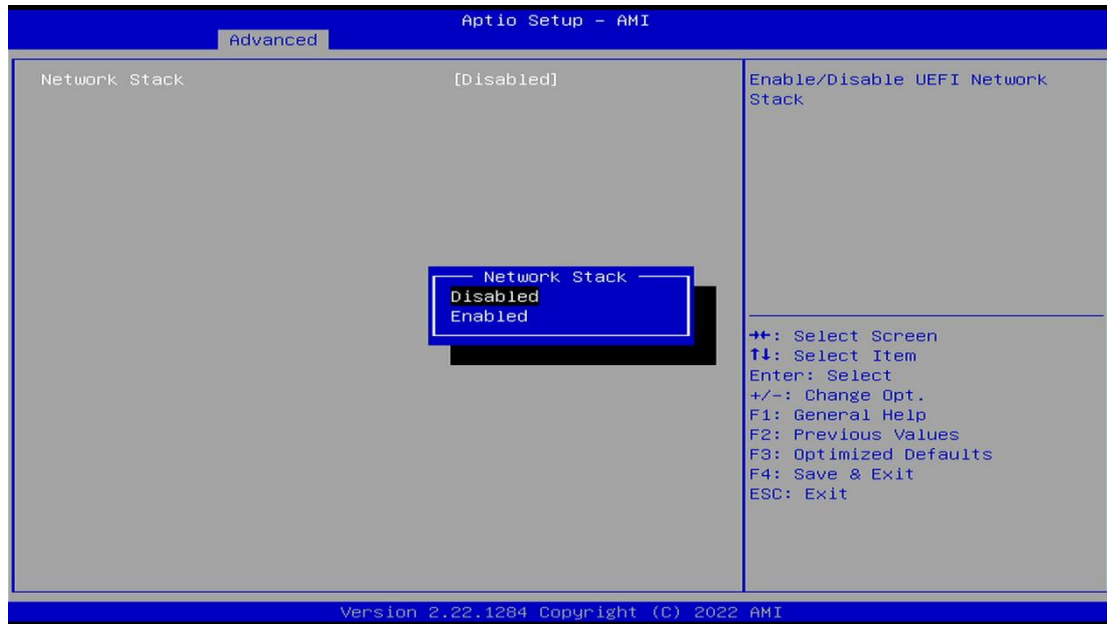 Aptio Setup – AMI
Advanced
Network Stack [Disabled]
Enable/Disable UEFI Network
Stack
Network Stack
Disabled
Enabled
→←: Select Screen
↑↓: Select Item
Enter: Select
+/-: Change Opt.
F1: General Help
F2: Previous Values
F3: Optimized Defaults
F4: Save & Exit
ESC: Exit
Version 2.22.1284 Copyright (C) 2022 AMI